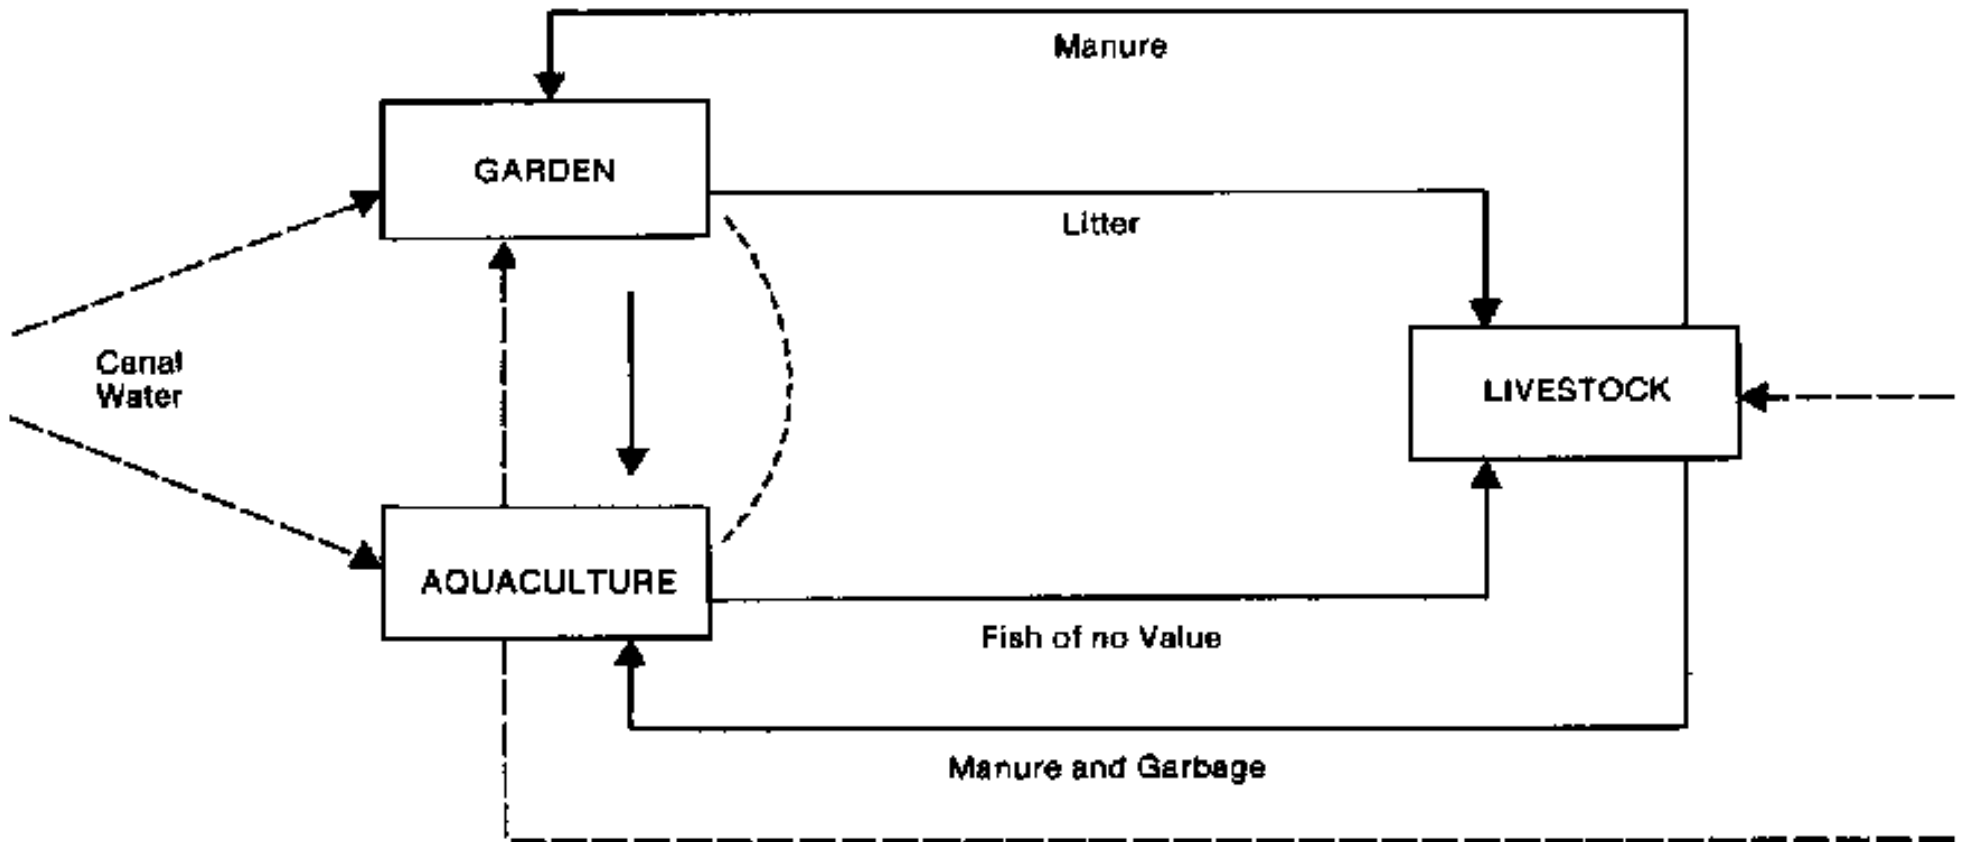 Manure
GARDEN
Litter
Canal
Water
LIVESTOCK
AQUACULTURE
Fish of no Value
Manure and Garbage